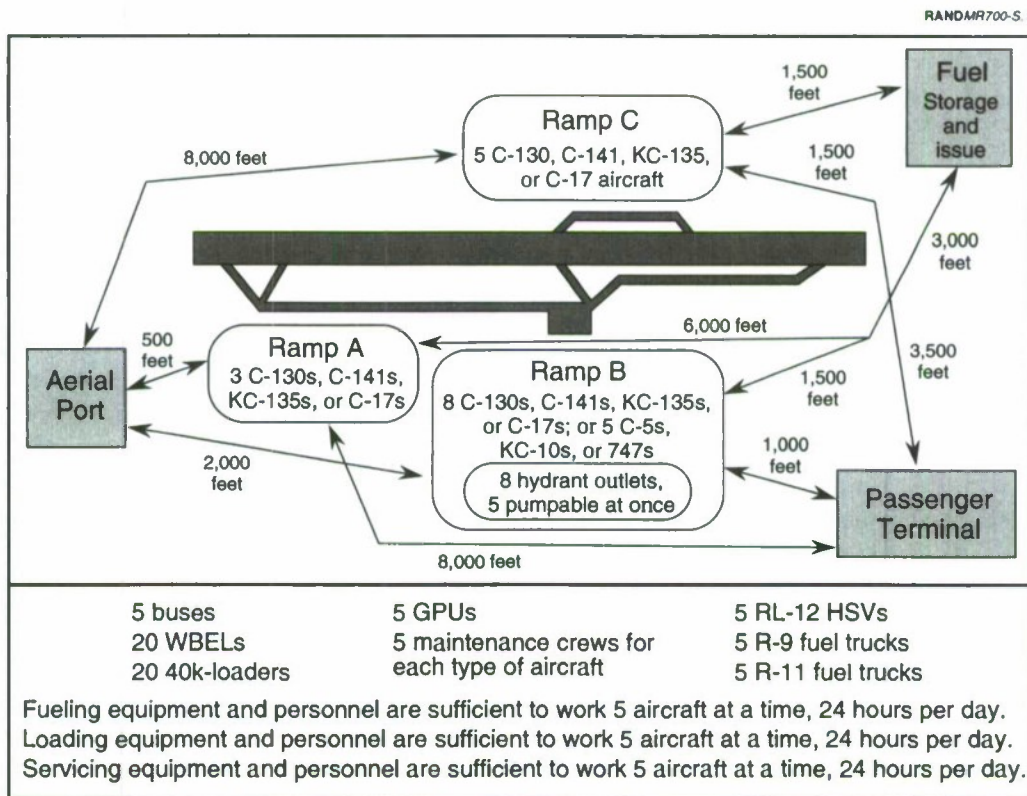 RANDMR700-S.
Fuel
Storage
and
issue
1,500
feet
Ramp C
5 C-130, C-141, KC-135,
or C-17 aircraft
8,000 feet
1,500
feet
3,000
feet
6,000 feet
500
feet
Aerial
Port
Ramp A
3 C-130s, C-141s,
KC-135s, or C-17s
Ramp B
8 C-130s, C-141s, KC-135s,
or C-17s; or 5 C-5s,
KC-10s, or 747s
8 hydrant outlets,
5 pumpable at once
1,500
feet
3,500
feet
2,000
feet
1,000
feet
Passenger
Terminal
8,000 feet
5 buses
20 WBELs
20 40k-loaders
5 GPUs
5 maintenance crews for
each type of aircraft
5 RL-12 HSVs
5 R-9 fuel trucks
5 R-11 fuel trucks
Fueling equipment and personnel are sufficient to work 5 aircraft at a time, 24 hours per day.
Loading equipment and personnel are sufficient to work 5 aircraft at a time, 24 hours per day.
Servicing equipment and personnel are sufficient to work 5 aircraft at a time, 24 hours per day.